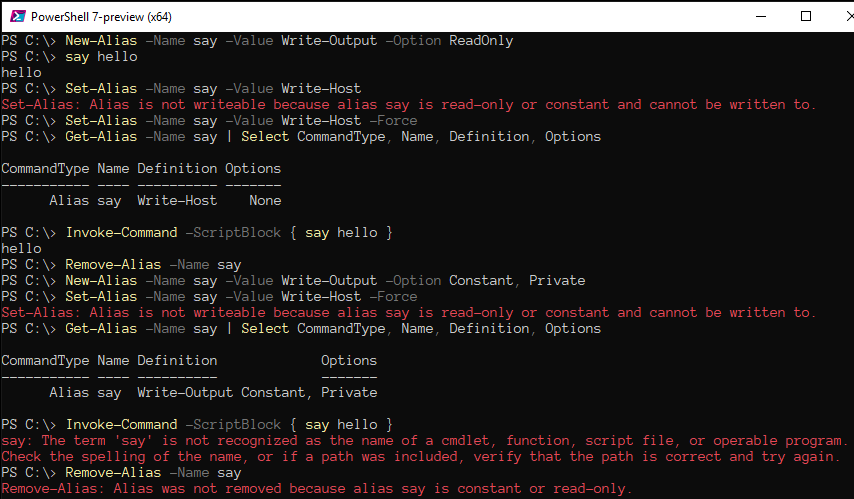 PowerShell 7-preview (x64)
PS C:\> New-Alias -Name say -Value Write-Output -Option ReadOnly
PS C:\> say hello
hello
PS C:\> Set-Alias -Name say -Value Write-Host
Set-Alias: Alias is not writeable because alias say is read-only or constant and cannot be written to.
PS C:\> Set-Alias -Name say -Value Write-Host -Force
PS C:\> Get-Alias -Name say | Select CommandType, Name, Definition, Options
CommandType Name Definition Options
----------- ---- ---------- -------
Alias say Write-Host None
PS C:\> Invoke-Command -ScriptBlock { say hello }
hello
PS C:\> Remove-Alias -Name say
PS C:\> New-Alias -Name say -Value Write-Output -Option Constant, Private
PS C:\> Set-Alias -Name say -Value Write-Host -Force
Set-Alias: Alias is not writeable because alias say is read-only or constant and cannot be written to.
PS C:\> Get-Alias -Name say | Select CommandType, Name, Definition, Options
CommandType Name Definition Options
----------- ---- ---------- -------
Alias say Write-Output Constant, Private
PS C:\> Invoke-Command -ScriptBlock { say hello }
say: The term 'say' is not recognized as the name of a cmdlet, function, script file, or operable program.
Check the spelling of the name, or if a path was included, verify that the path is correct and try again.
PS C:\> Remove-Alias -Name say
Remove-Alias: Alias was not removed because alias say is constant or read-only.